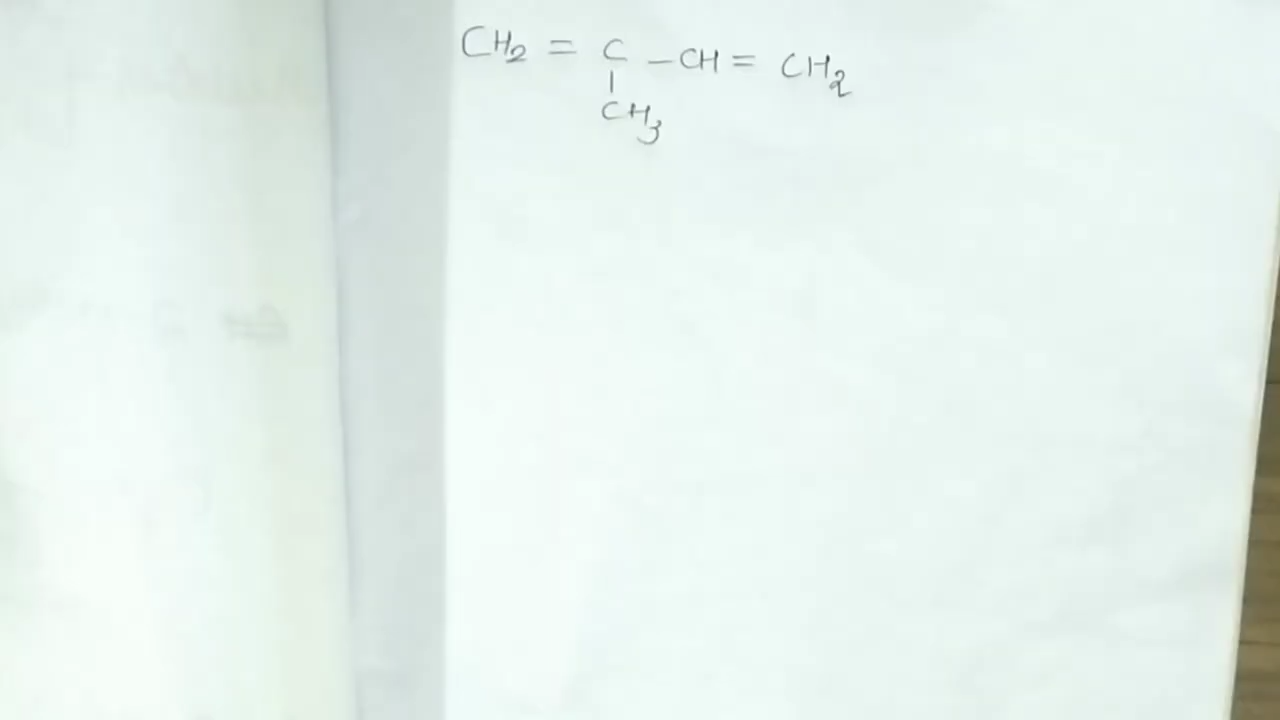 CH₂ = C – CH = CH₂
|
CH₃